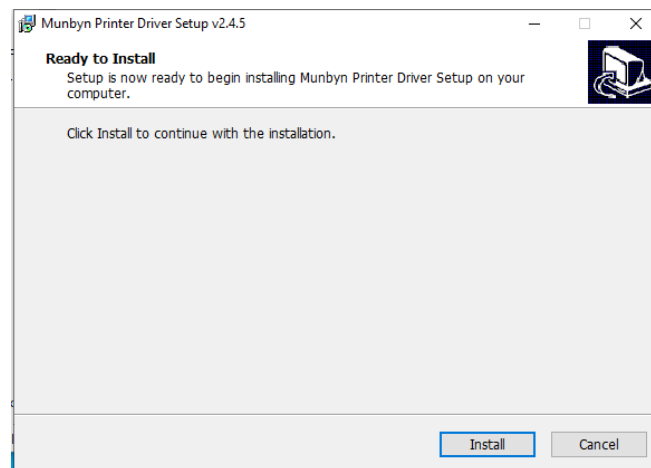 Munbyn Printer Driver Setup v2.4.5
Ready to Install
Setup is now ready to begin installing Munbyn Printer Driver Setup on your
computer.
Click Install to continue with the installation.
Install
Cancel